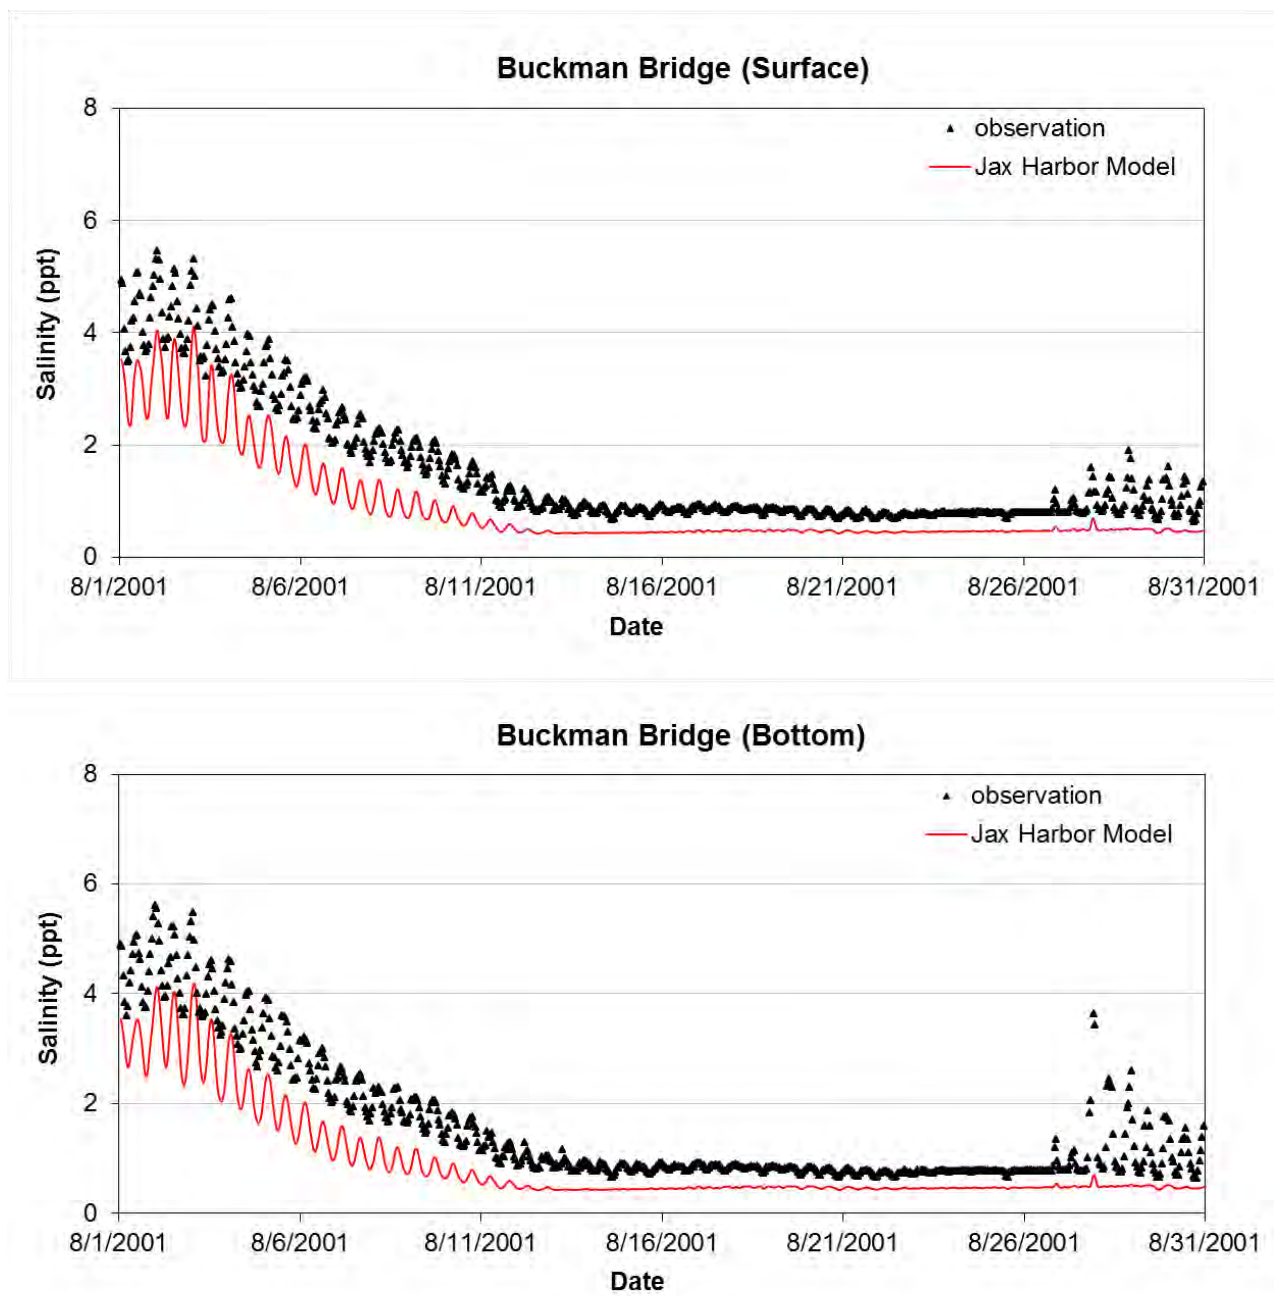 Buckman Bridge (Surface)
8
observation
Jax Harbor Model
6
Salinity (ppt)
4
2
0
8/1/2001 8/6/2001 8/11/2001 8/16/2001 8/21/2001 8/26/2001 8/31/2001
Date
Buckman Bridge (Bottom)
8
observation
Jax Harbor Model
6
Salinity (ppt)
4
2
0
8/1/2001 8/6/2001 8/11/2001 8/16/2001 8/21/2001 8/26/2001 8/31/2001
Date